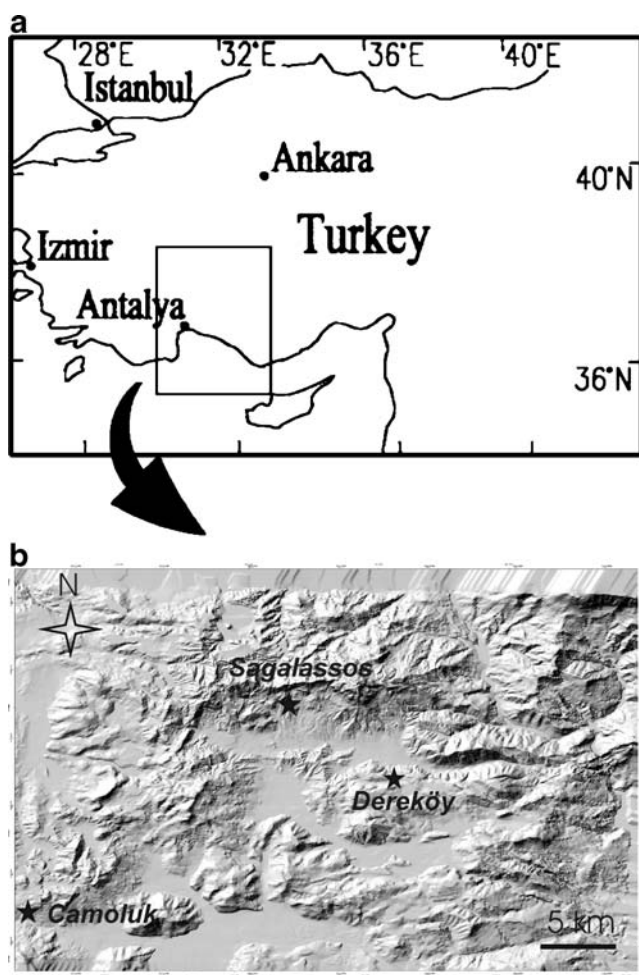 a
28°E 32°E 36°E 40°E
Istanbul
Ankara
40°N
Turkey
Izmir
Antalya
36°N
b
N
Sagalassos
Dereköy
Camoluk
5 km